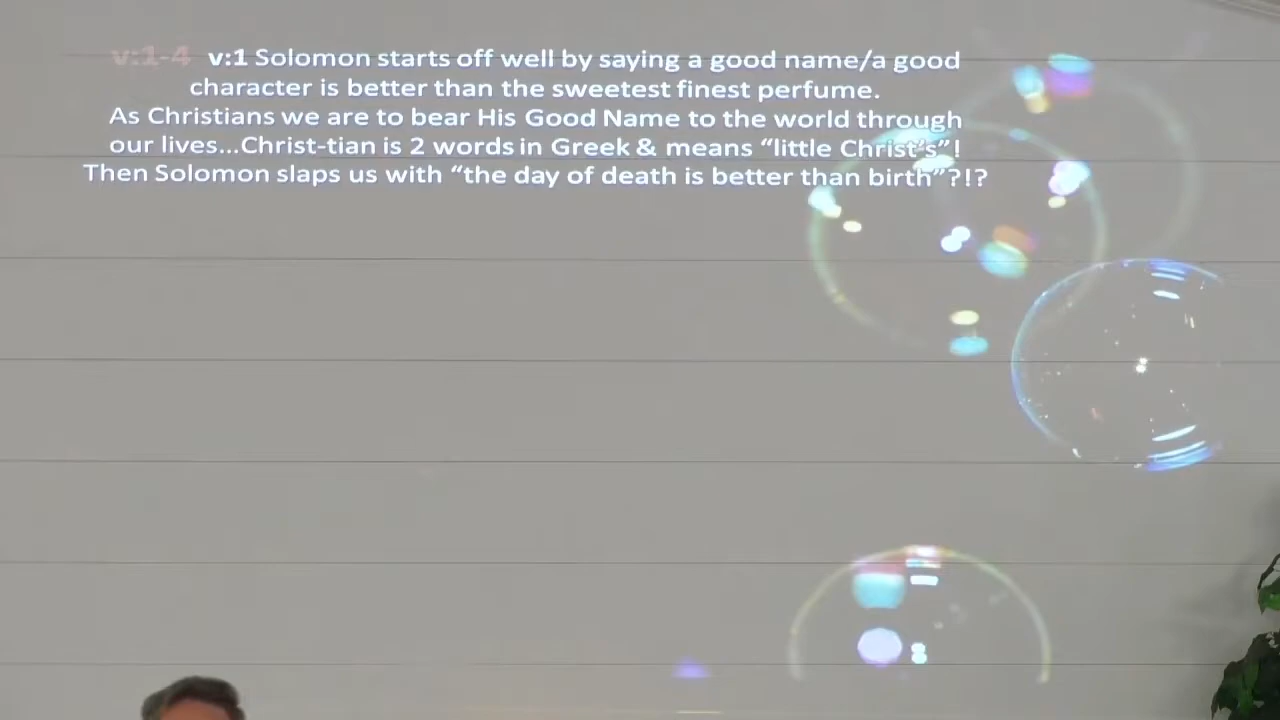 v:1-4 v:1 Solomon starts off well by saying a good name/a good
character is better than the sweetest finest perfume.
As Christians we are to bear His Good Name to the world through
our lives...Christ-tian is 2 words in Greek & means “little Christ’s”!
Then Solomon slaps us with “the day of death is better than birth”?!?